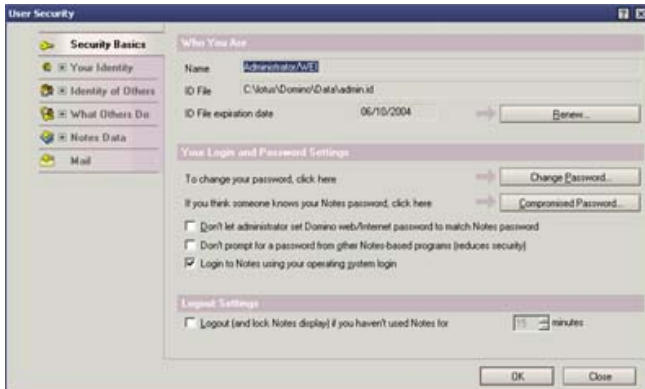 User Security
Security Basics
Your Identity
Identity of Others
What Others Do
Notes Data
Mail
Who You Are
Name Administrator/WEI
ID File C:\lotus\Domino\Data\admin.id
ID File expiration date 06/10/2004 Renew...
Your Login and Password Settings
To change your password, click here Change Password...
If you think someone knows your Notes password, click here Compromised Password...
Don't let administrator set Domino web/Internet password to match Notes password
Don't prompt for a password from other Notes-based programs (reduces security)
Login to Notes using your operating system login
Logout Settings
Logout (and lock Notes display) if you haven't used Notes for 15 minutes
OK Close